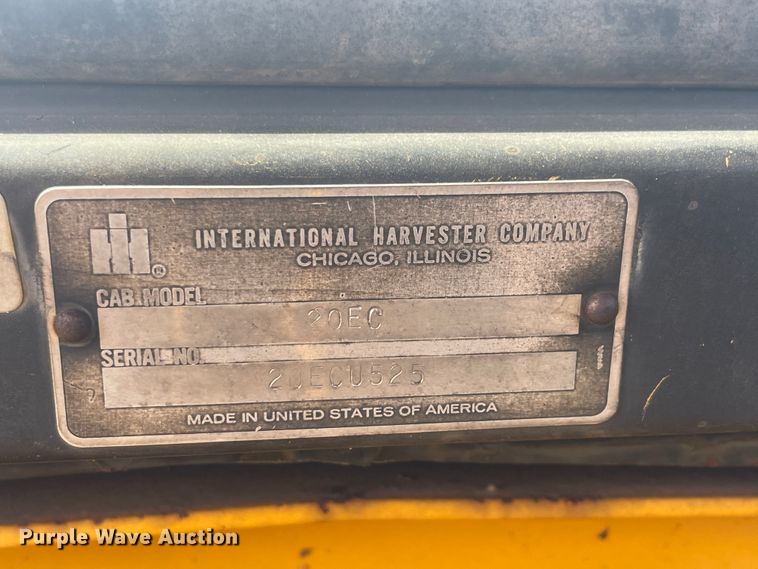 IH ®
INTERNATIONAL HARVESTER COMPANY
CHICAGO, ILLINOIS
CAB. MODEL
20EC
SERIAL NO.
20ECU525
MADE IN UNITED STATES OF AMERICA
Purple Wave Auction